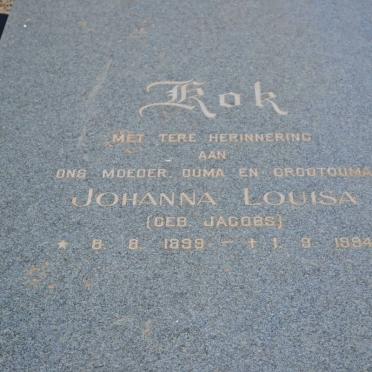 Kok
MET TERE HERINNERING
AAN
ONS MOEDER, OUMA EN GROOTOUMA
JOHANNA LOUISA
(GEB. JACOBS)
★ 8. 8. 1899 – † 1. 9. 1994